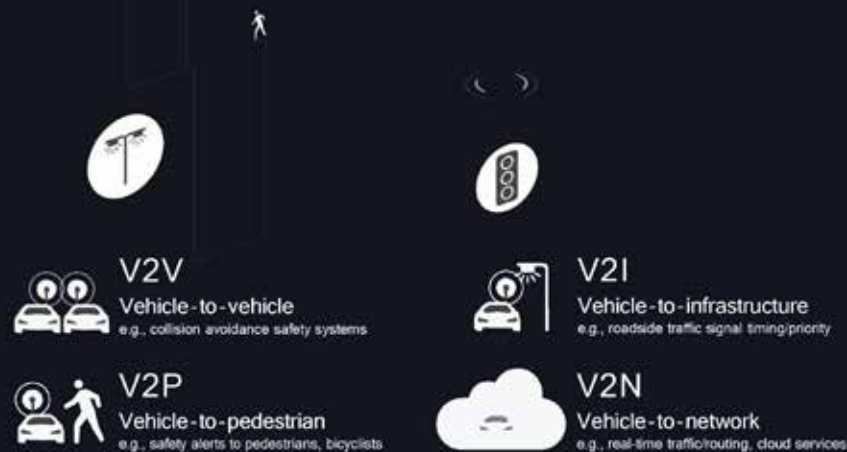 V2V
Vehicle-to-vehicle
e.g., collision avoidance safety systems
V2I
Vehicle-to-infrastructure
e.g., roadside traffic signal timing/priority
V2P
Vehicle-to-pedestrian
e.g., safety alerts to pedestrians, bicyclists
V2N
Vehicle-to-network
e.g., real-time traffic/routing, cloud services